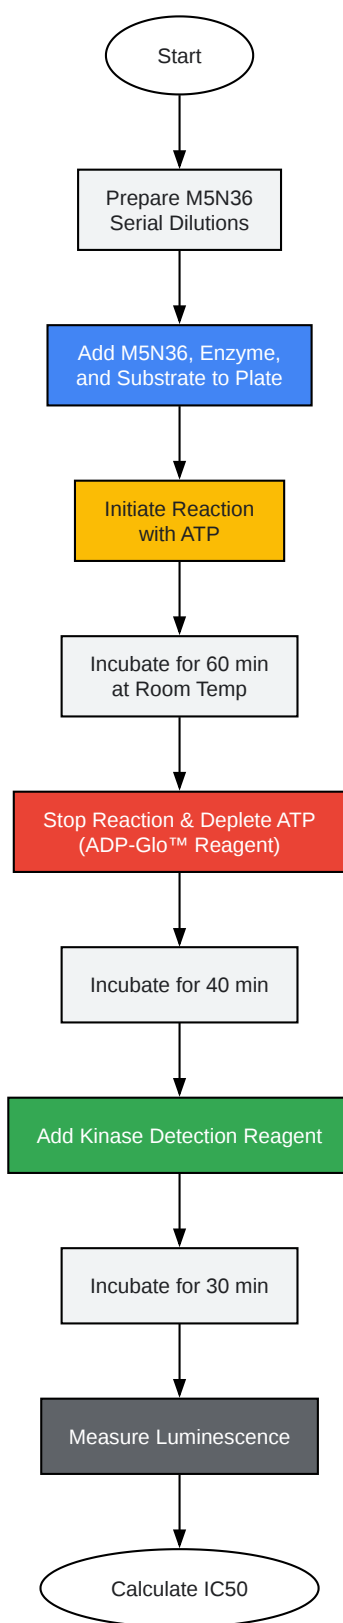 Start
Prepare M5N36
Serial Dilutions
Add M5N36, Enzyme,
and Substrate to Plate
Initiate Reaction
with ATP
Incubate for 60 min
at Room Temp
Stop Reaction & Deplete ATP
(ADP-Glo™ Reagent)
Incubate for 40 min
Add Kinase Detection Reagent
Incubate for 30 min
Measure Luminescence
Calculate IC50